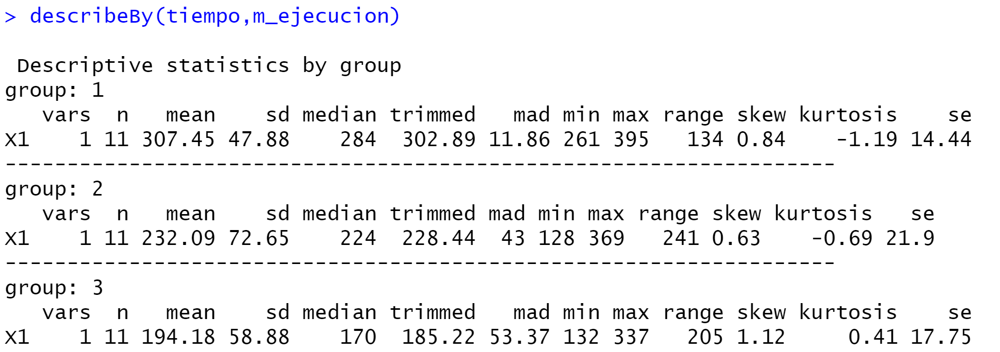 > describeBy(tiempo,m_ejecucion)
Descriptive statistics by group
group: 1
vars n mean sd median trimmed mad min max range skew kurtosis se
X1 1 11 307.45 47.88 284 302.89 11.86 261 395 134 0.84 -1.19 14.44
-------------------------------------------------------------------
group: 2
vars n mean sd median trimmed mad min max range skew kurtosis se
X1 1 11 232.09 72.65 224 228.44 43 128 369 241 0.63 -0.69 21.9
-------------------------------------------------------------------
group: 3
vars n mean sd median trimmed mad min max range skew kurtosis se
X1 1 11 194.18 58.88 170 185.22 53.37 132 337 205 1.12 0.41 17.75